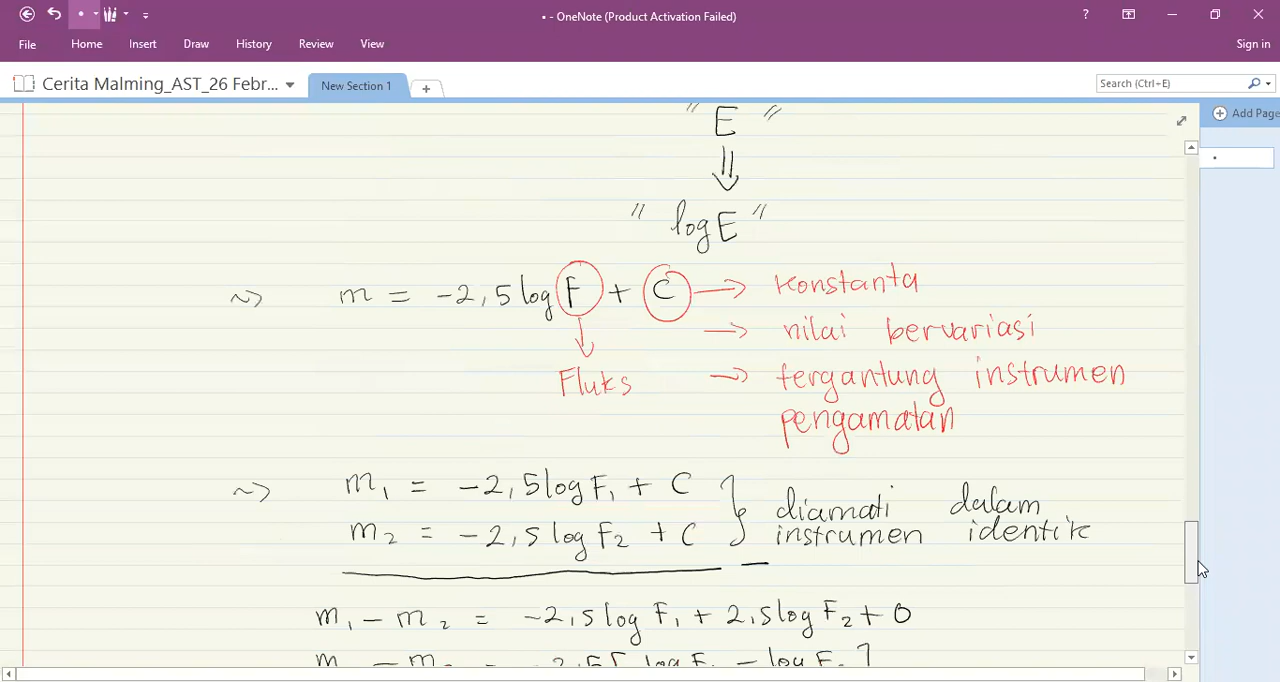 • - OneNote (Product Activation Failed)
?
File Home Insert Draw History Review View Sign in
Cerita Malming_AST_26 Febr... New Section 1 + Search (Ctrl+E)
Add Page
" E "
⇓
" log E "
~> m = -2,5 log F + C → Konstanta
→ nilai bervariasi
Fluks → tergantung instrumen
pengamatan
~> m₁ = -2,5 log F₁ + C } diamati dalam
m₂ = -2,5 log F₂ + C instrumen identik
m₁ - m₂ = -2,5 log F₁ + 2,5 log F₂ + 0